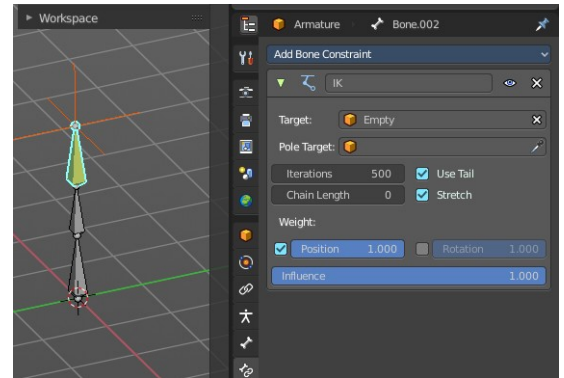 Workspace
Armature
Bone.002
Add Bone Constraint
IK
Target:
Empty
Pole Target:
Iterations 500
Use Tail
Chain Length 0
Stretch
Weight:
Position 1.000
Rotation 1.000
Influence 1.000